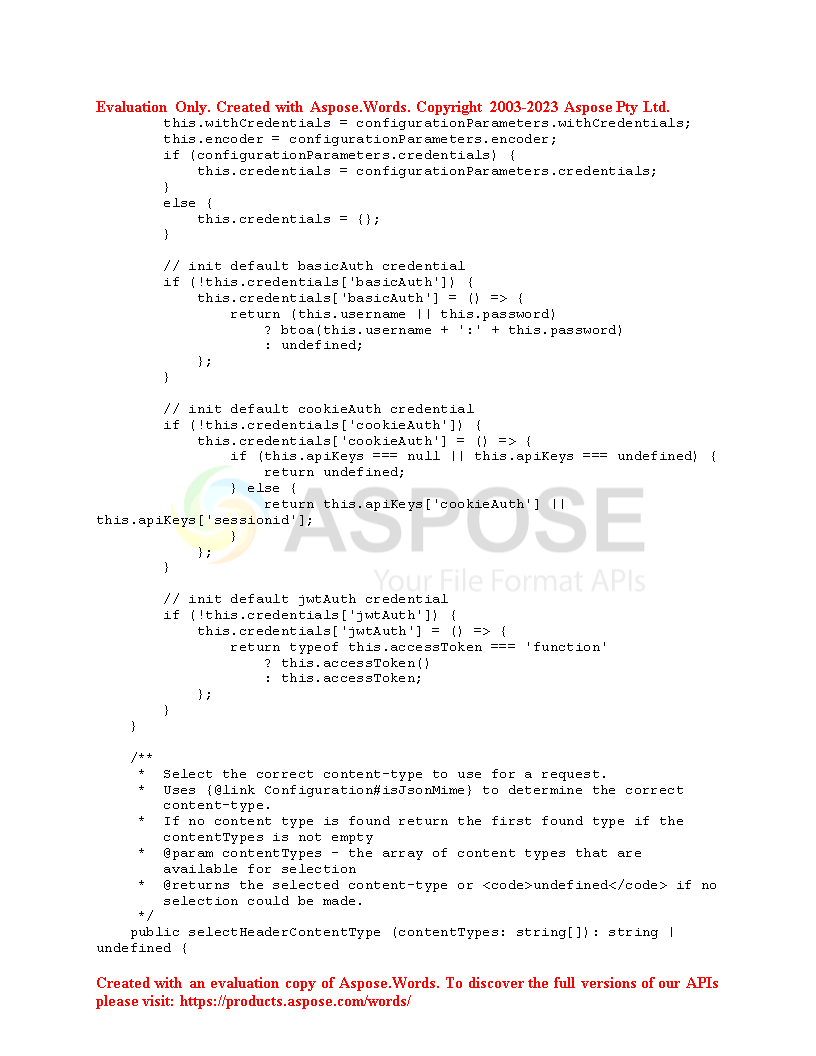 Evaluation Only. Created with Aspose.Words. Copyright 2003-2023 Aspose Pty Ltd.
        this.withCredentials = configurationParameters.withCredentials;
        this.encoder = configurationParameters.encoder;
        if (configurationParameters.credentials) {
            this.credentials = configurationParameters.credentials;
        }
        else {
            this.credentials = {};
        }

        // init default basicAuth credential
        if (!this.credentials['basicAuth']) {
            this.credentials['basicAuth'] = () => {
                return (this.username || this.password)
                    ? btoa(this.username + ':' + this.password)
                    : undefined;
            };
        }

        // init default cookieAuth credential
        if (!this.credentials['cookieAuth']) {
            this.credentials['cookieAuth'] = () => {
                if (this.apiKeys === null || this.apiKeys === undefined) {
                    return undefined;
                } else {
                    return this.apiKeys['cookieAuth'] ||
this.apiKeys['sessionid'];
                }
            };
        }

        // init default jwtAuth credential
        if (!this.credentials['jwtAuth']) {
            this.credentials['jwtAuth'] = () => {
                return typeof this.accessToken === 'function'
                    ? this.accessToken()
                    : this.accessToken;
            };
        }
    }

    /**
     *  Select the correct content-type to use for a request.
     *  Uses {@link Configuration#isJsonMime} to determine the correct
        content-type.
     *  If no content type is found return the first found type if the
        contentTypes is not empty
     *  @param contentTypes - the array of content types that are
        available for selection
     *  @returns the selected content-type or <code>undefined</code> if no
        selection could be made.
     */
    public selectHeaderContentType (contentTypes: string[]): string |
undefined {
ASPOSE
Your File Format APIs
Created with an evaluation copy of Aspose.Words. To discover the full versions of our APIs
please visit: https://products.aspose.com/words/